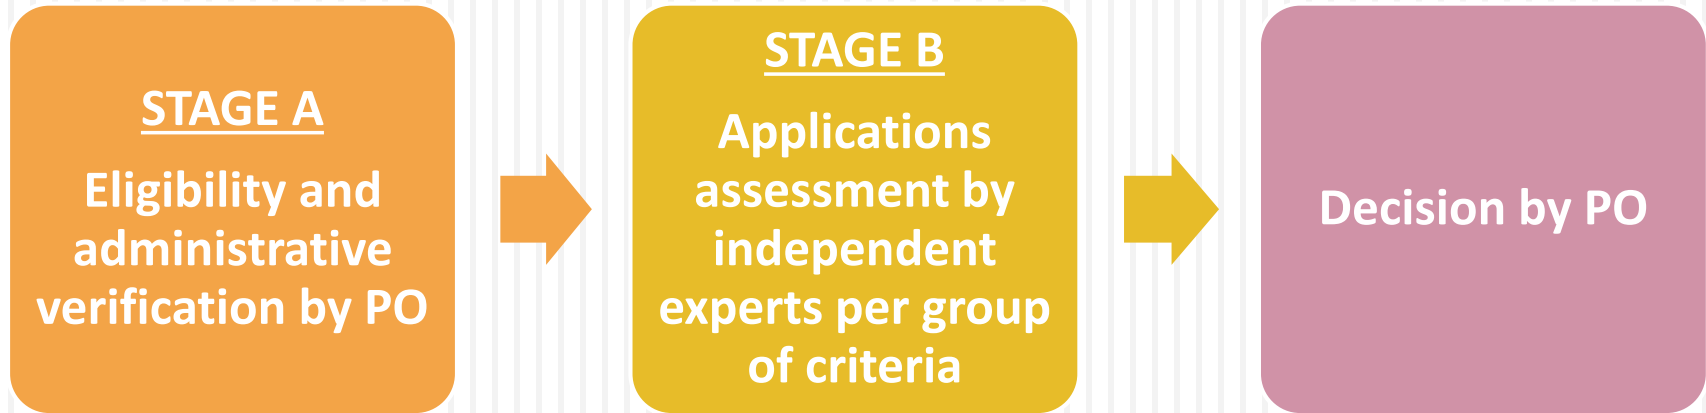 STAGE A
Eligibility and
administrative
verification by PO
STAGE B
Applications
assessment by
independent
experts per group
of criteria
Decision by PO